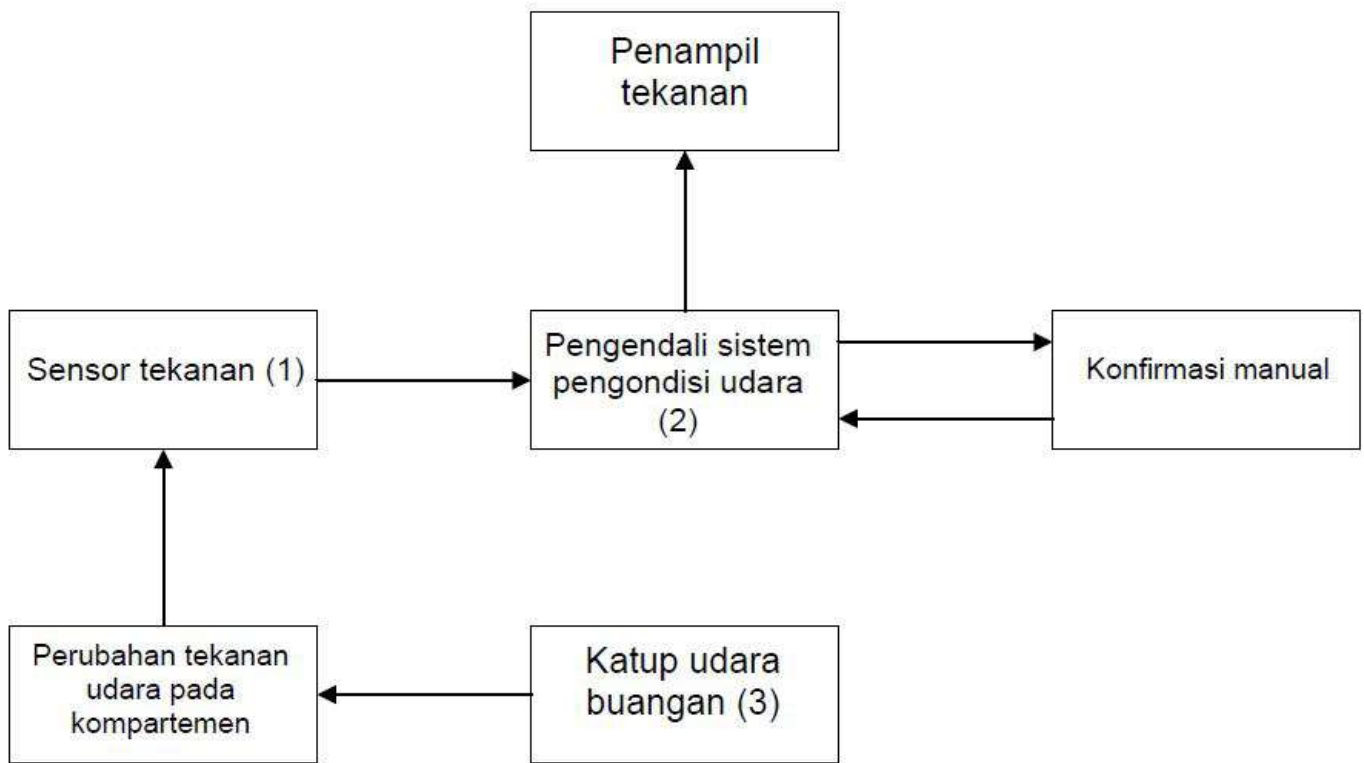 Penampil
tekanan
Sensor tekanan (1)
Pengendali sistem
pengondisi udara
(2)
Konfirmasi manual
Perubahan tekanan
udara pada
kompartemen
Katup udara
buangan (3)